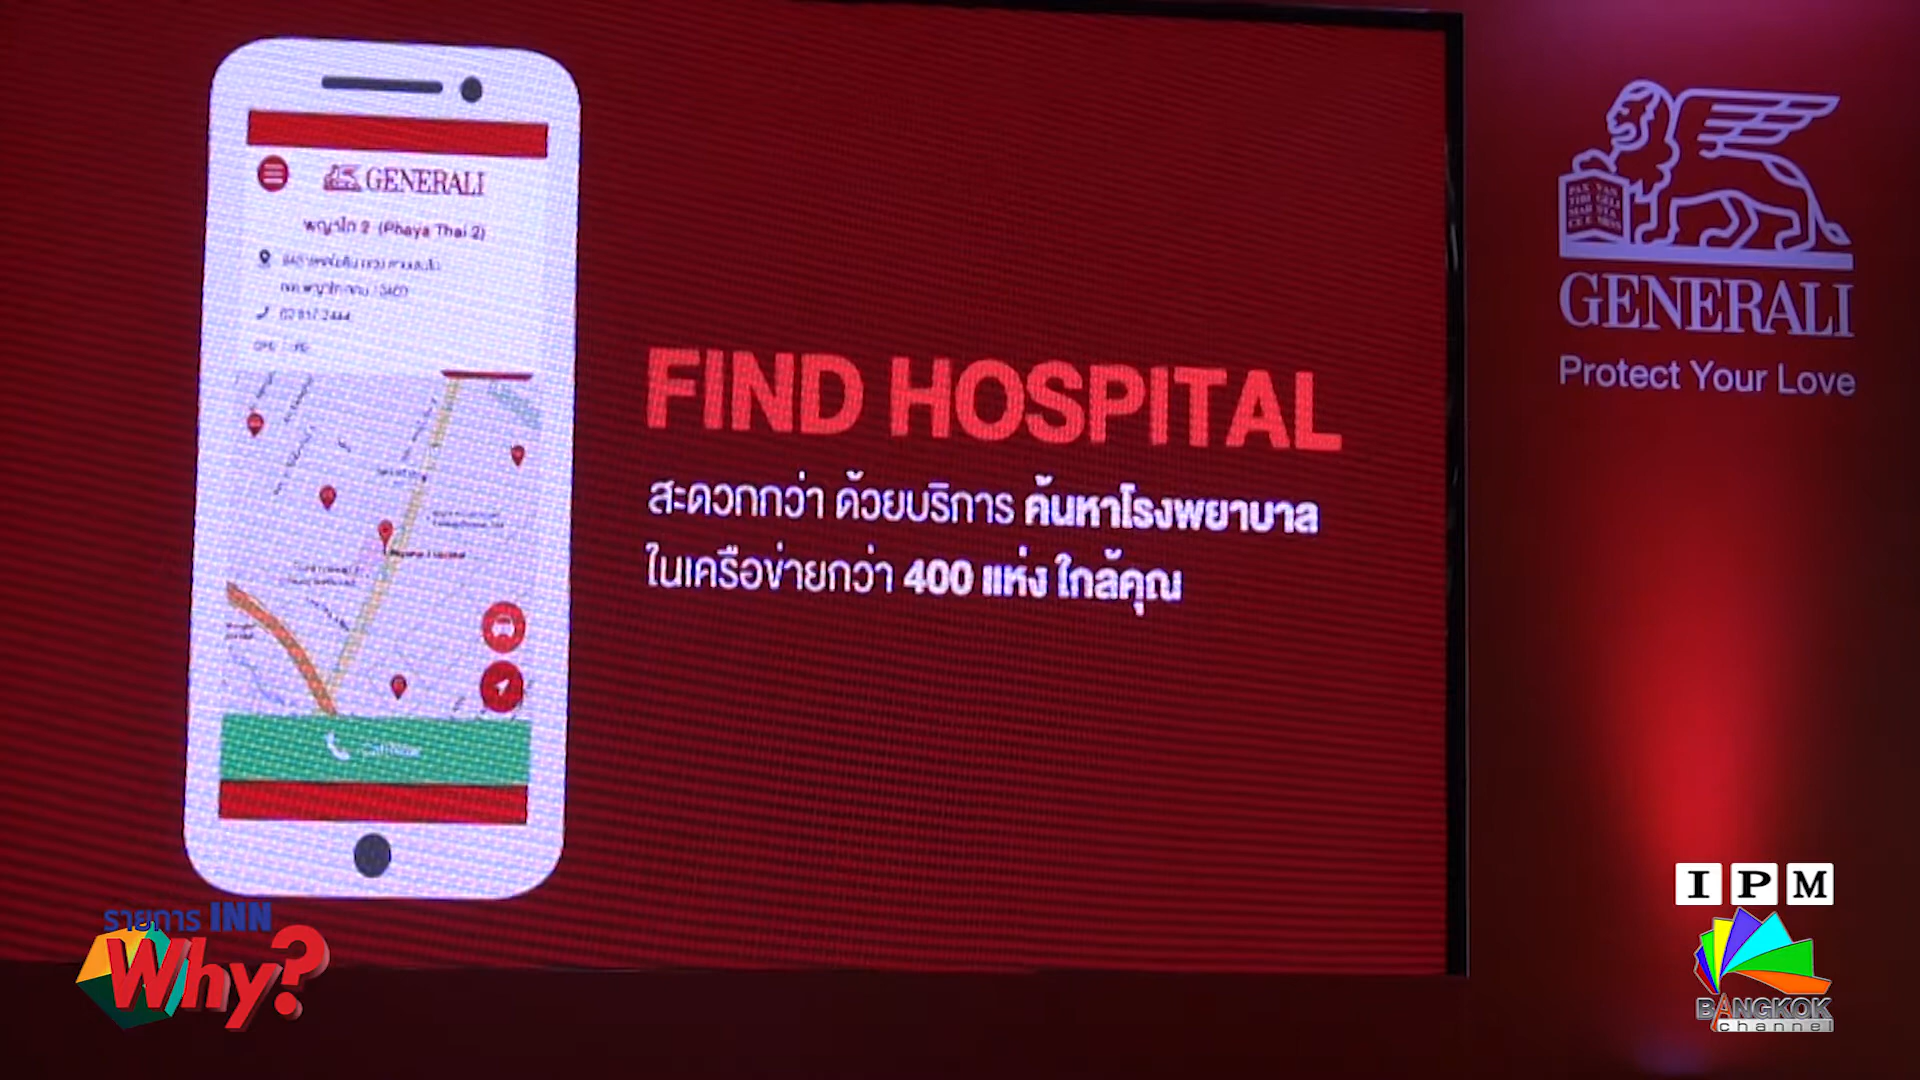 GENERALI
พญาไท 2 (Phaya Thai 2)
FIND HOSPITAL
สะดวกกว่า ด้วยบริการ ค้นหาโรงพยาบาล
ในเครือข่ายกว่า 400 แห่ง ใกล้คุณ
GENERALI
Protect Your Love
รายการ INN
Why?
IPM
BANGKOK
channel